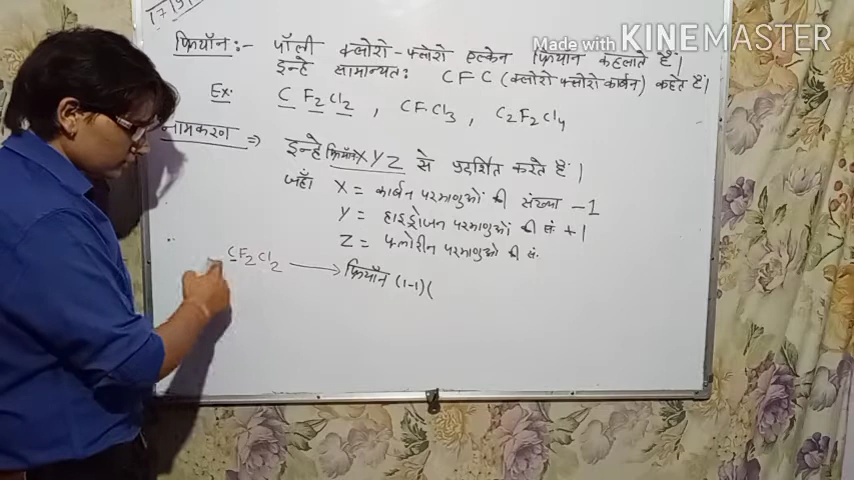 Made with KINEMASTER
फ्रियॉन :- पॉली क्लोरो-फ्लोरो एल्केन फ्रियॉन कहलाते हैं।
इन्हे सामान्यतः CFC (क्लोरो फ्लोरो कार्बन) कहते हैं।
Ex. CF₂Cl₂ , CFCl₃ , C₂F₂Cl₄
नामकरण ⇒ इन्हे फ्रियॉन XYZ से प्रदर्शित करते हैं।
जहाँ X = कार्बन परमाणुओं की संख्या -1
Y = हाइड्रोजन परमाणुओं की सं. +1
Z = फ्लोरीन परमाणुओ की सं.
CF₂Cl₂ ⟶ फ्रियॉन (1-1)(